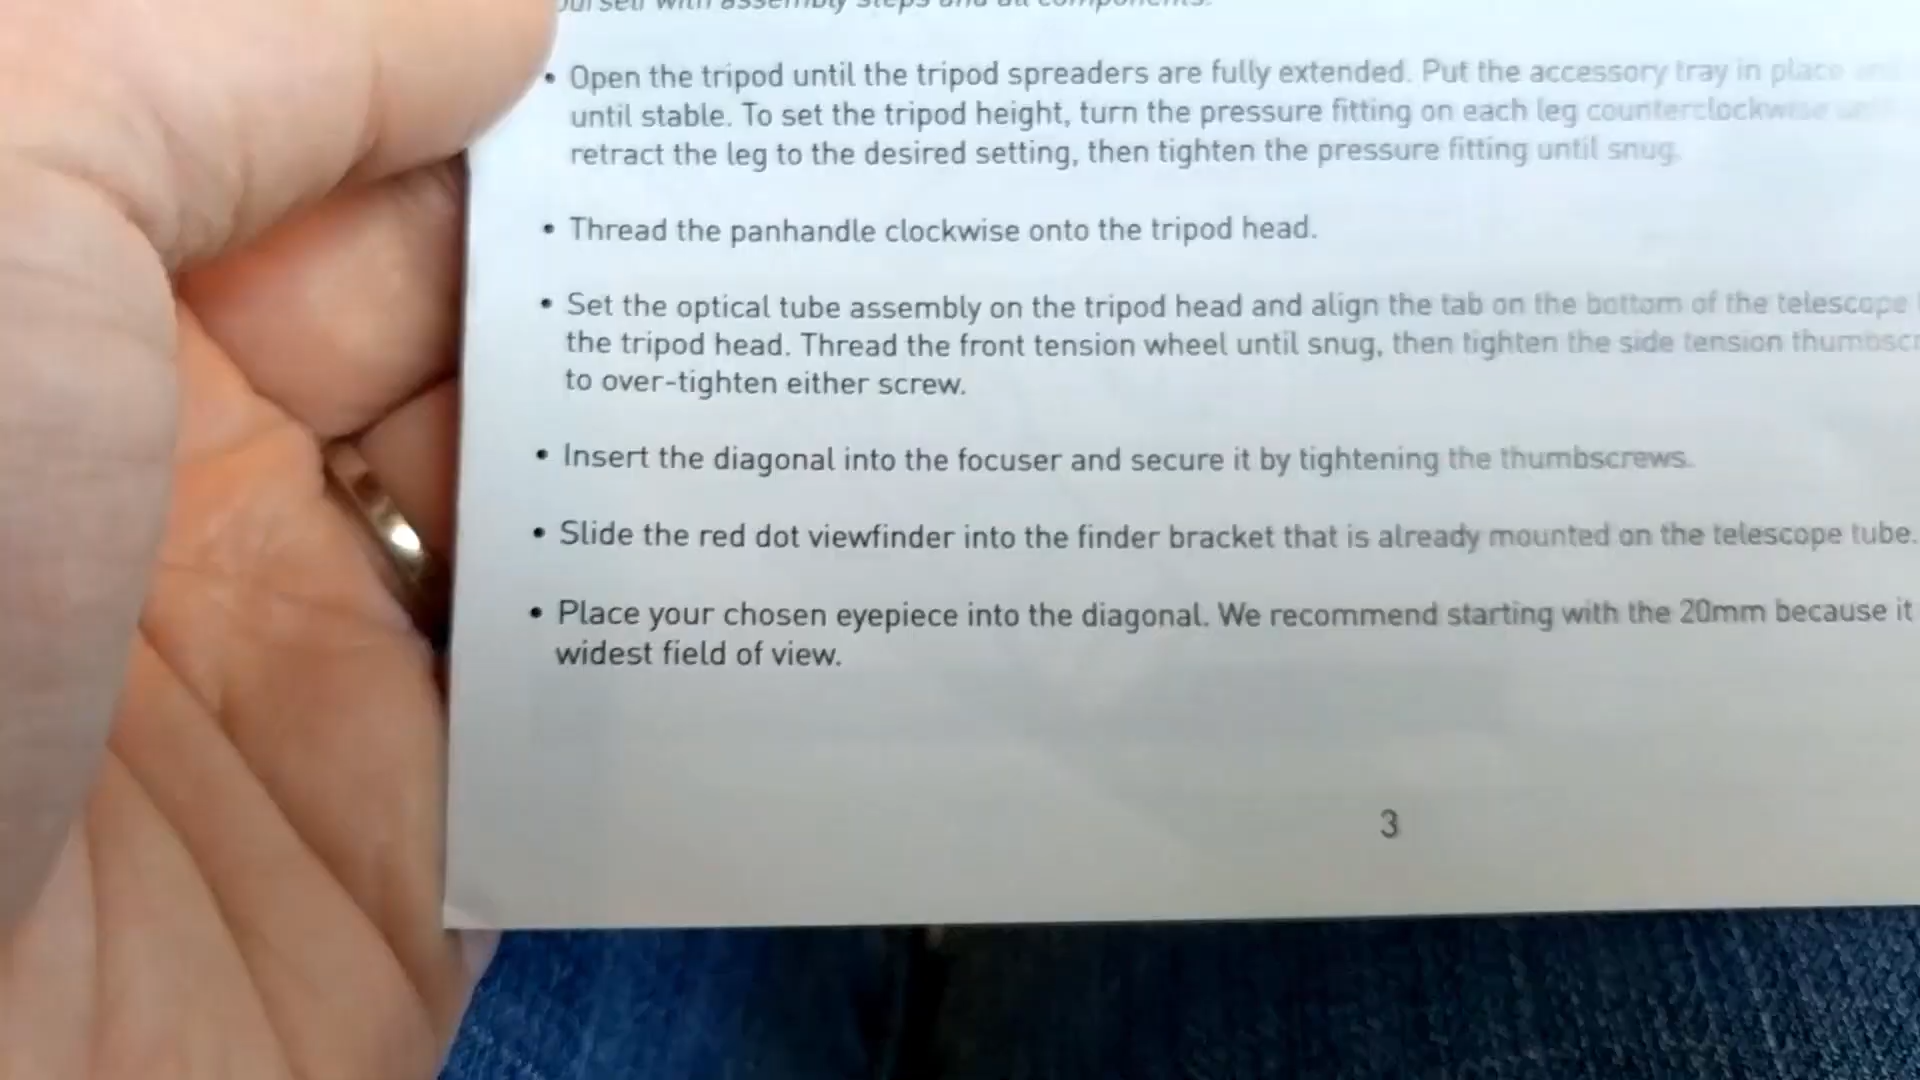 with assembly steps and all components.
• Open the tripod until the tripod spreaders are fully extended. Put the accessory tray in place
until stable. To set the tripod height, turn the pressure fitting on each leg counterclockwise
retract the leg to the desired setting, then tighten the pressure fitting until snug.
• Thread the panhandle clockwise onto the tripod head.
• Set the optical tube assembly on the tripod head and align the tab on the bottom of the telescope
the tripod head. Thread the front tension wheel until snug, then tighten the side tension
to over-tighten either screw.
• Insert the diagonal into the focuser and secure it by tightening the thumbscrews.
• Slide the red dot viewfinder into the finder bracket that is already mounted on the telescope tube.
• Place your chosen eyepiece into the diagonal. We recommend starting with the 20mm because it
widest field of view.
3